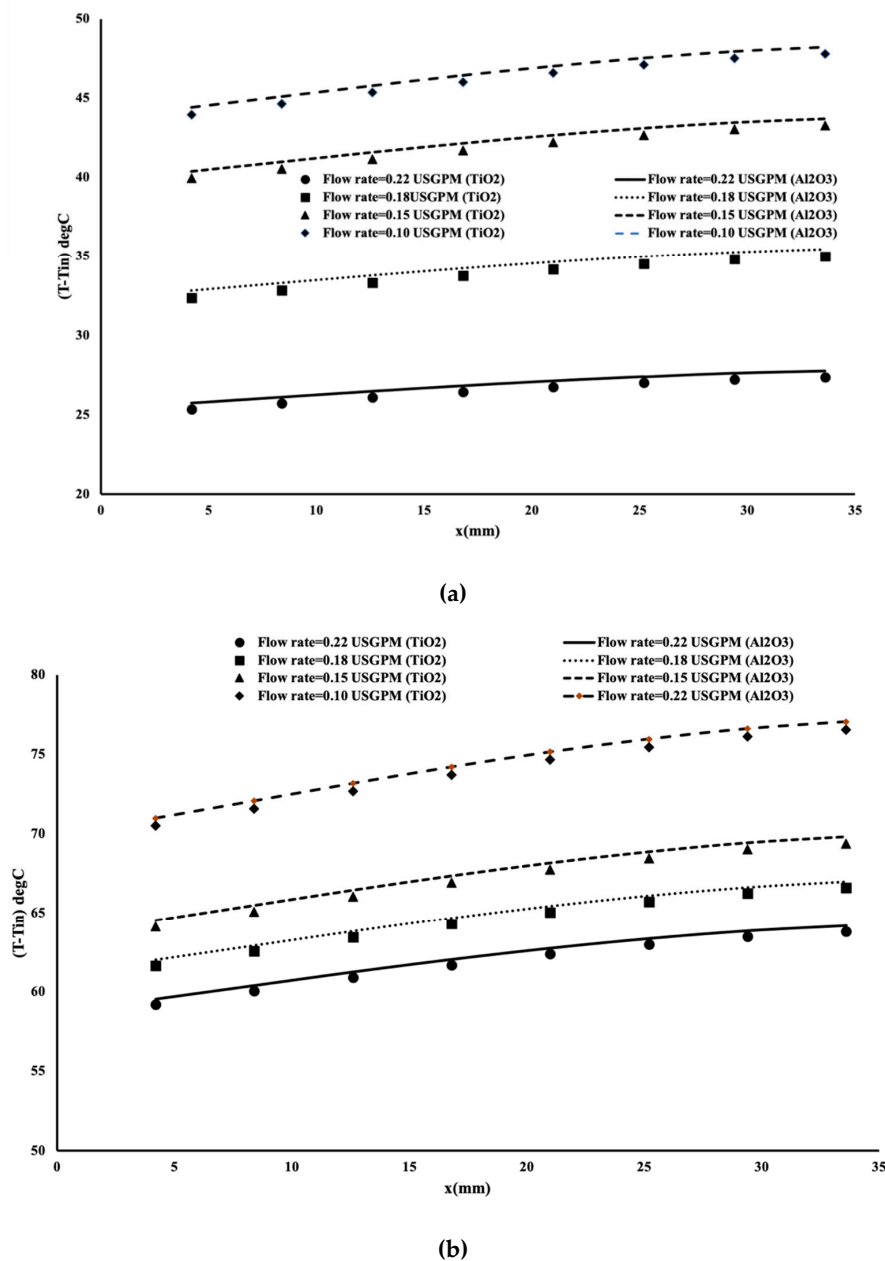 50
45
40
35
30
25
20
(T-Tin) degC
Flow rate=0.22 USGPM (TiO2) Flow rate=0.22 USGPM (Al2O3)
Flow rate=0.18USGPM (TiO2) Flow rate=0.18 USGPM (Al2O3)
Flow rate=0.15 USGPM (TiO2) Flow rate=0.15 USGPM (Al2O3)
Flow rate=0.10 USGPM (TiO2) Flow rate=0.10 USGPM (Al2O3)
0 5 10 15 20 25 30 35
x(mm)
(a)
Flow rate=0.22 USGPM (TiO2) Flow rate=0.22 USGPM (Al2O3)
Flow rate=0.18 USGPM (TiO2) Flow rate=0.18 USGPM (Al2O3)
Flow rate=0.15 USGPM (TiO2) Flow rate=0.15 USGPM (Al2O3)
Flow rate=0.10 USGPM (TiO2) Flow rate=0.22 USGPM (Al2O3)
80
75
70
65
60
55
50
(T-Tin) degC
0 5 10 15 20 25 30 35
x(mm)
(b)